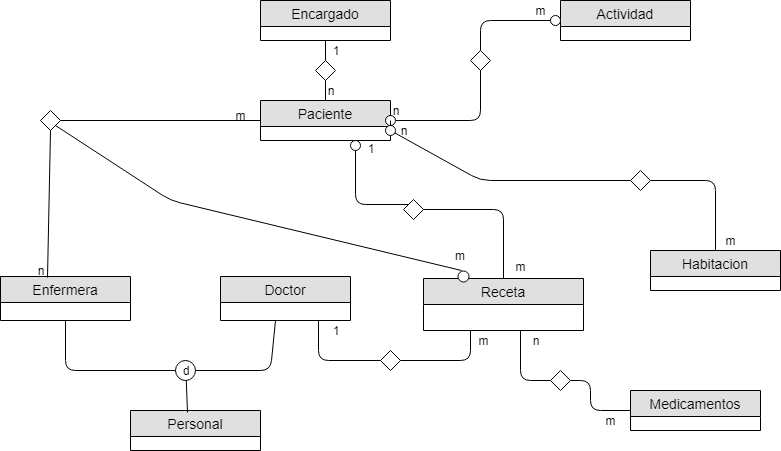 Encargado
m
Actividad
1
n
n
m
Paciente
n
1
m
Habitacion
m
m
n
Enfermera
Doctor
Receta
1
m
n
d
Personal
Medicamentos
m